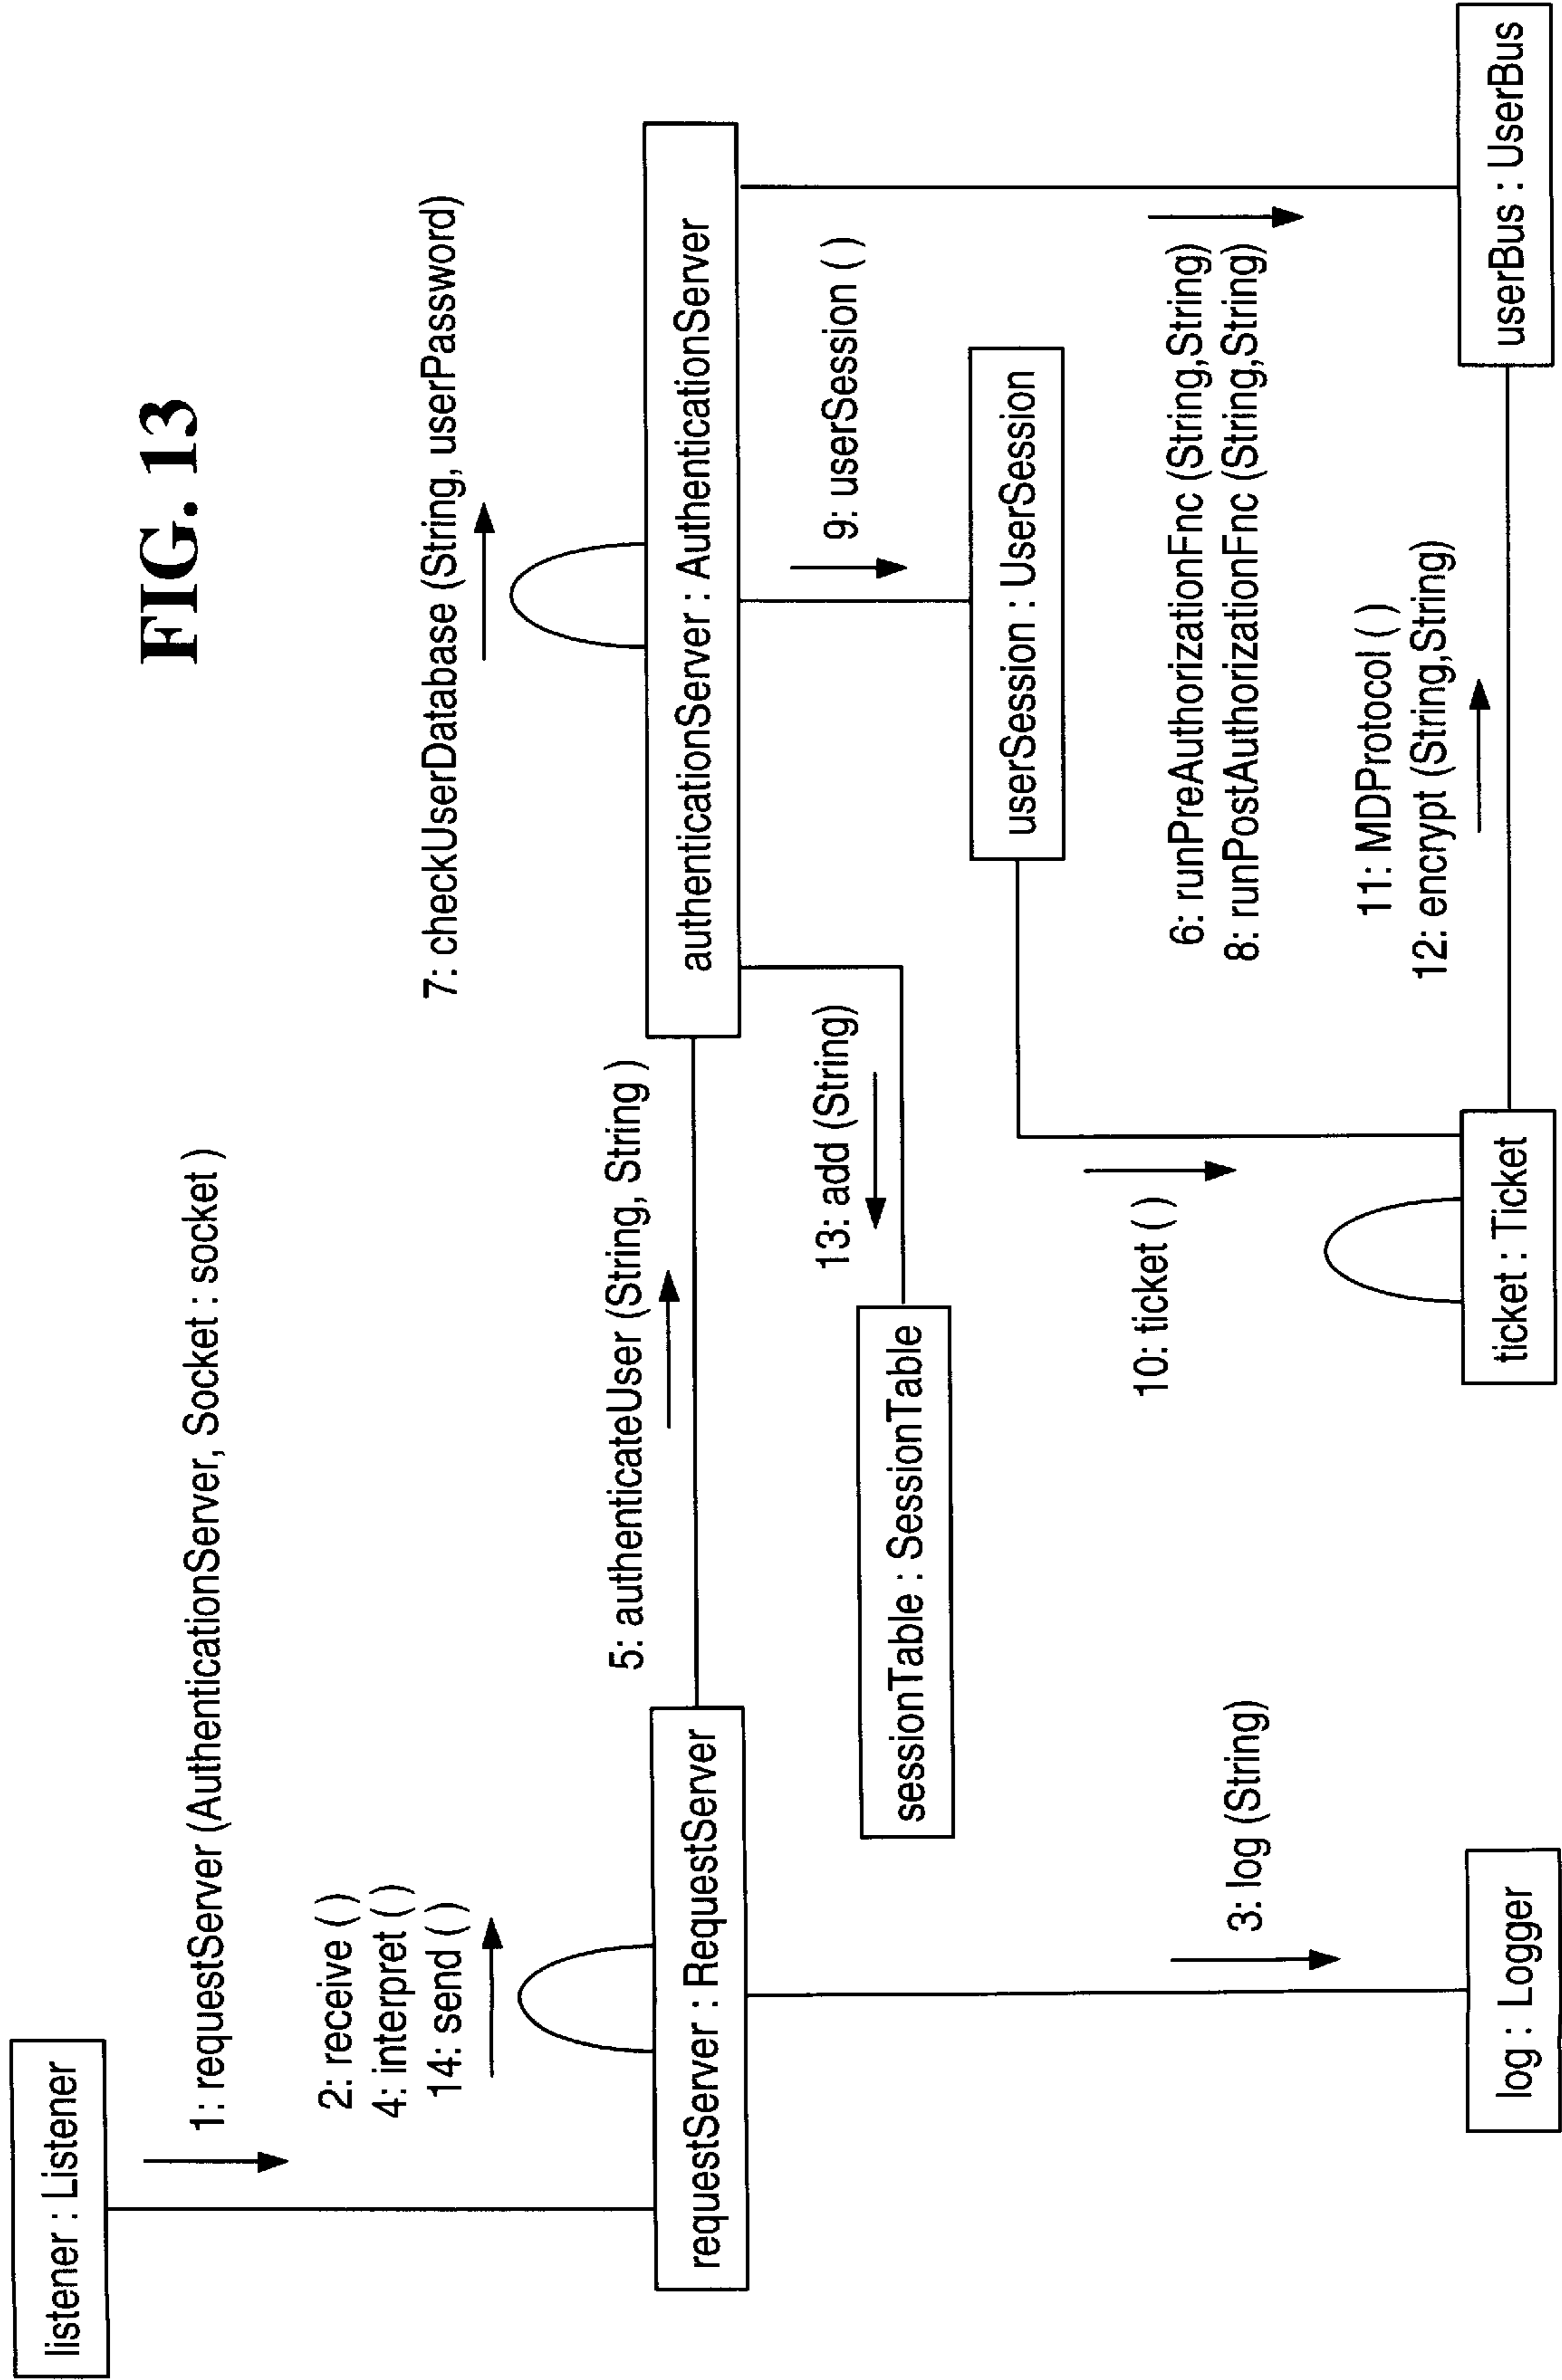 FIG. 13
listener : Listener
1: requestServer (AuthenticationServer, Socket : socket )
2: receive ( )
4: interpret ( )
14: send ( )
requestServer : RequestServer
3: log (String)
log : Logger
5: authenticateUser (String, String )
7: checkUserDatabase (String, userPassword)
authenticationServer : AuthenticationServer
13: add (String)
sessionTable : SessionTable
9: userSession ( )
userSession : UserSession
6: runPreAuthorizationFnc (String,String)
8: runPostAuthorizationFnc (String,String)
10: ticket ( )
ticket : Ticket
11: MDProtocol ( )
12: encrypt (String,String)
userBus : UserBus